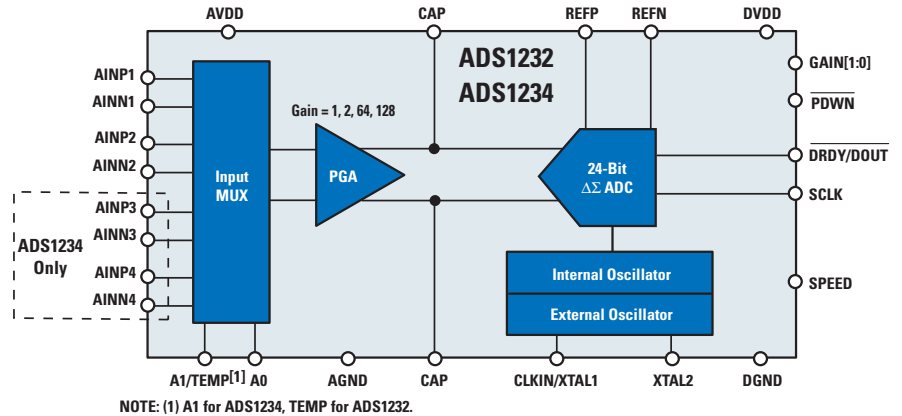 AVDD
CAP
REFP
REFN
DVDD
ADS1232
ADS1234
AINP1
AINN1
AINP2
AINN2
AINP3
AINN3
AINP4
AINN4
ADS1234
Only
Input
MUX
Gain = 1, 2, 64, 128
PGA
24-Bit
ΔΣ ADC
Internal Oscillator
External Oscillator
GAIN[1:0]
PDWN
DRDY/DOUT
SCLK
SPEED
A1/TEMP[1]
A0
AGND
CAP
CLKIN/XTAL1
XTAL2
DGND
NOTE: (1) A1 for ADS1234, TEMP for ADS1232.